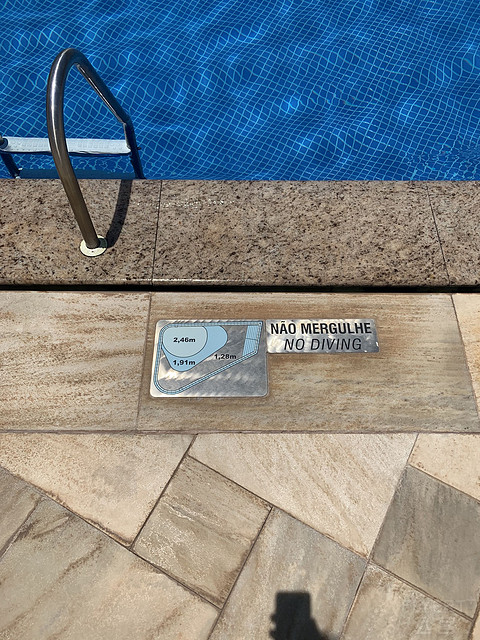 NÃO MERGULHE
NO DIVING
2,46m
1,91m
1,28m